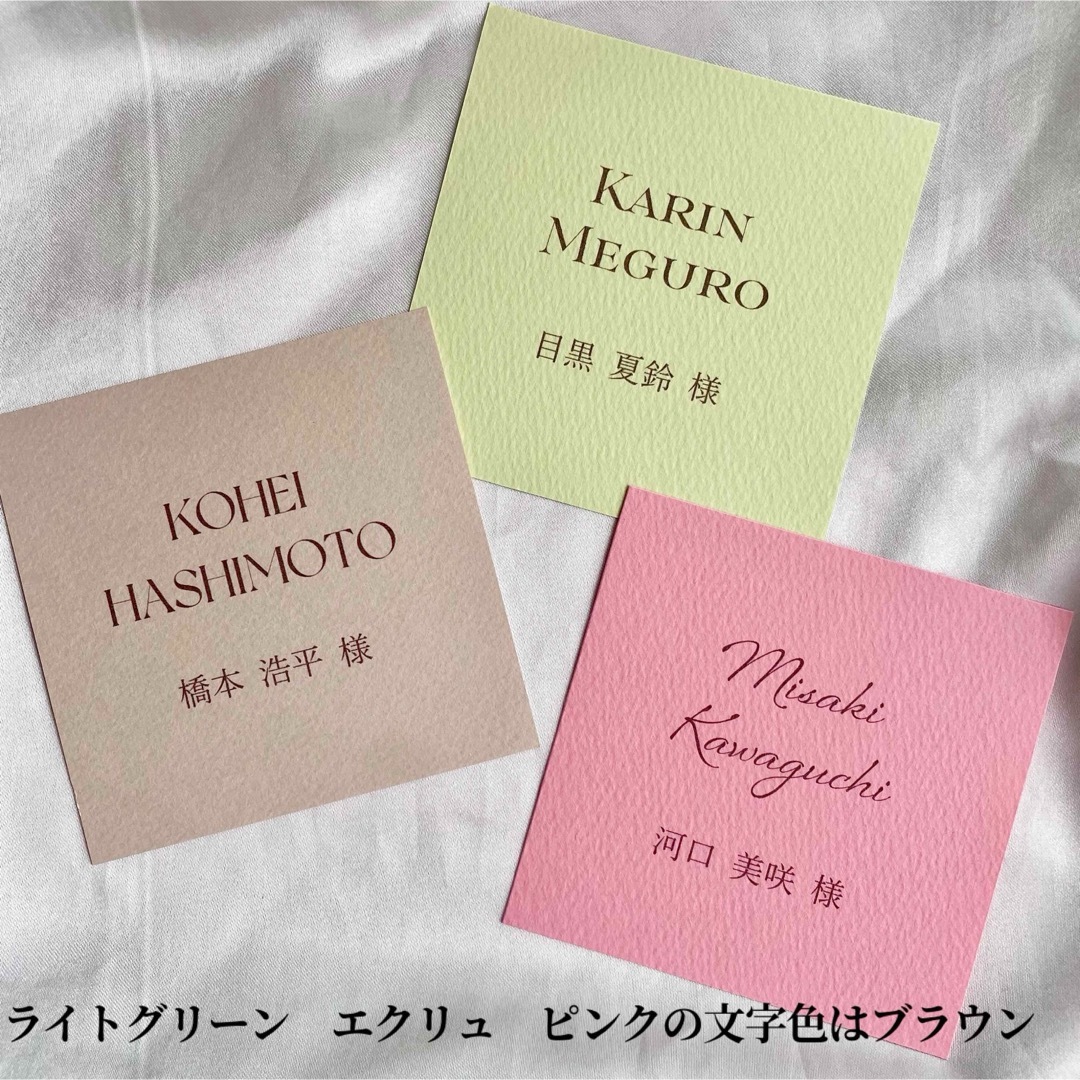 KARIN
MEGURO
目黒 夏鈴 様
KOHEI
HASHIMOTO
橋本 浩平 様
Misaki
Kawaguchi
河口 美咲 様
ライトグリーン　エクリュ　ピンクの文字色はブラウン